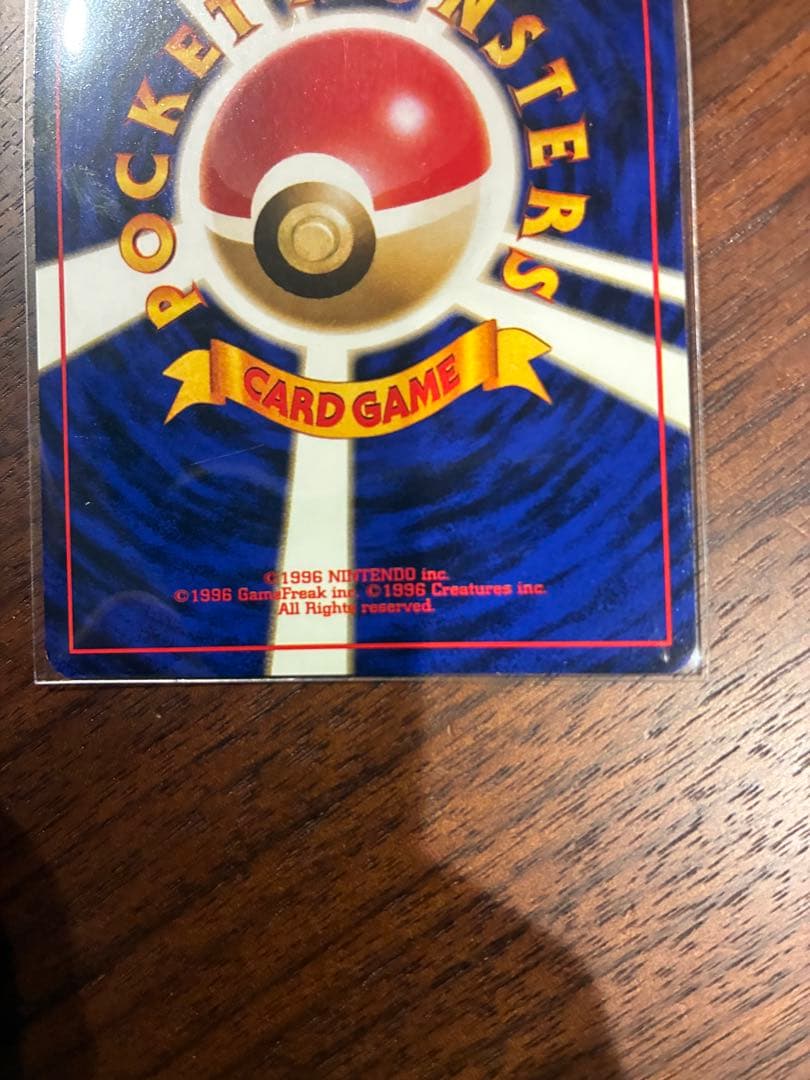 POCKET MONSTERS
CARD GAME
©1996 NINTENDO inc.
©1996 GameFreak inc. ©1996 Creatures inc.
All Rights reserved.